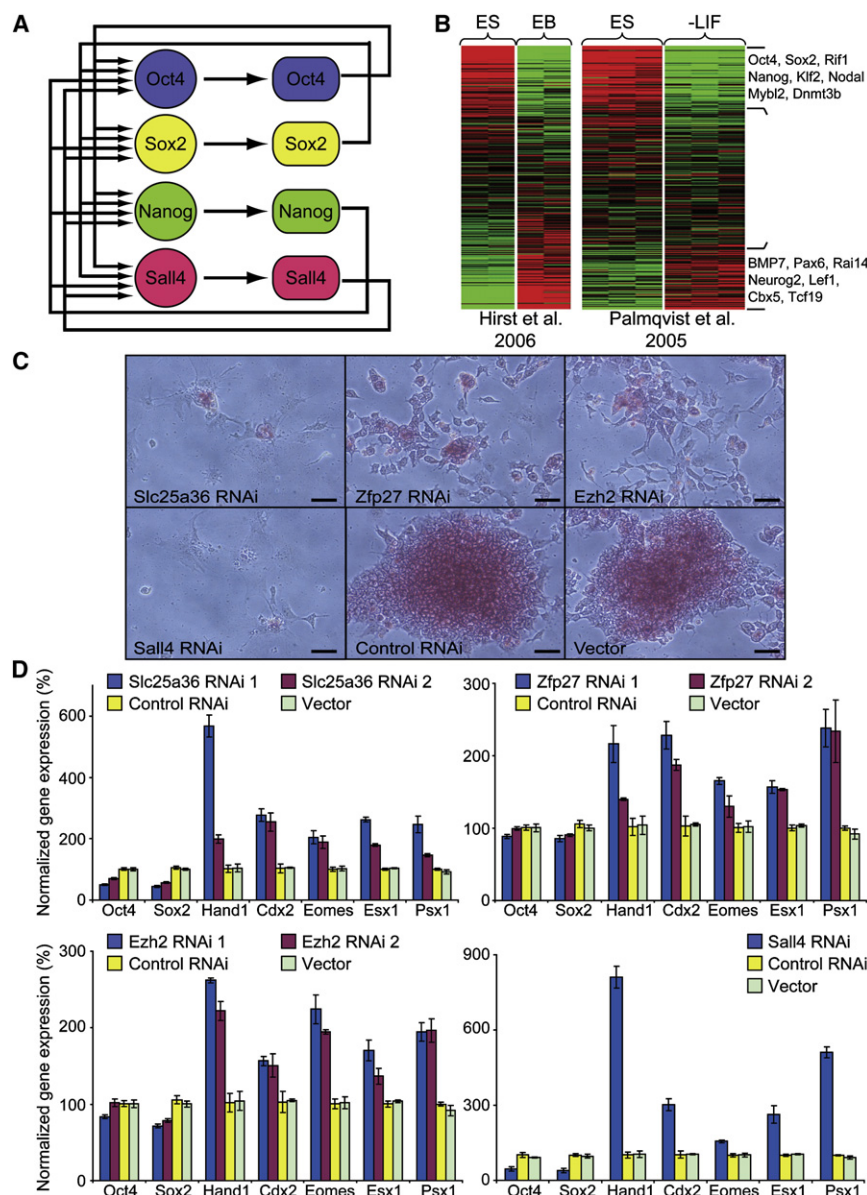 A
Oct4 Oct4
Sox2 Sox2
Nanog Nanog
Sall4 Sall4
B
ES EB ES -LIF
Oct4, Sox2, Rif1
Nanog, Klf2, Nodal
Mybl2, Dnmt3b
BMP7, Pax6, Rai14
Neurog2, Lef1,
Cbx5, Tcf19
Hirst et al. Palmqvist et al.
2006 2005
C
Slc25a36 RNAi Zfp27 RNAi Ezh2 RNAi
Sall4 RNAi Control RNAi Vector
D
Slc25a36 RNAi 1 Slc25a36 RNAi 2
Control RNAi Vector
Normalized gene expression (%)
600
400
200
0
Oct4 Sox2 Hand1 Cdx2 Eomes Esx1 Psx1
Zfp27 RNAi 1 Zfp27 RNAi 2
Control RNAi Vector
300
200
100
0
Oct4 Sox2 Hand1 Cdx2 Eomes Esx1 Psx1
Ezh2 RNAi 1 Ezh2 RNAi 2
Control RNAi Vector
Normalized gene expression (%)
300
200
100
0
Oct4 Sox2 Hand1 Cdx2 Eomes Esx1 Psx1
Sall4 RNAi
Control RNAi
Vector
900
600
300
0
Oct4 Sox2 Hand1 Cdx2 Eomes Esx1 Psx1